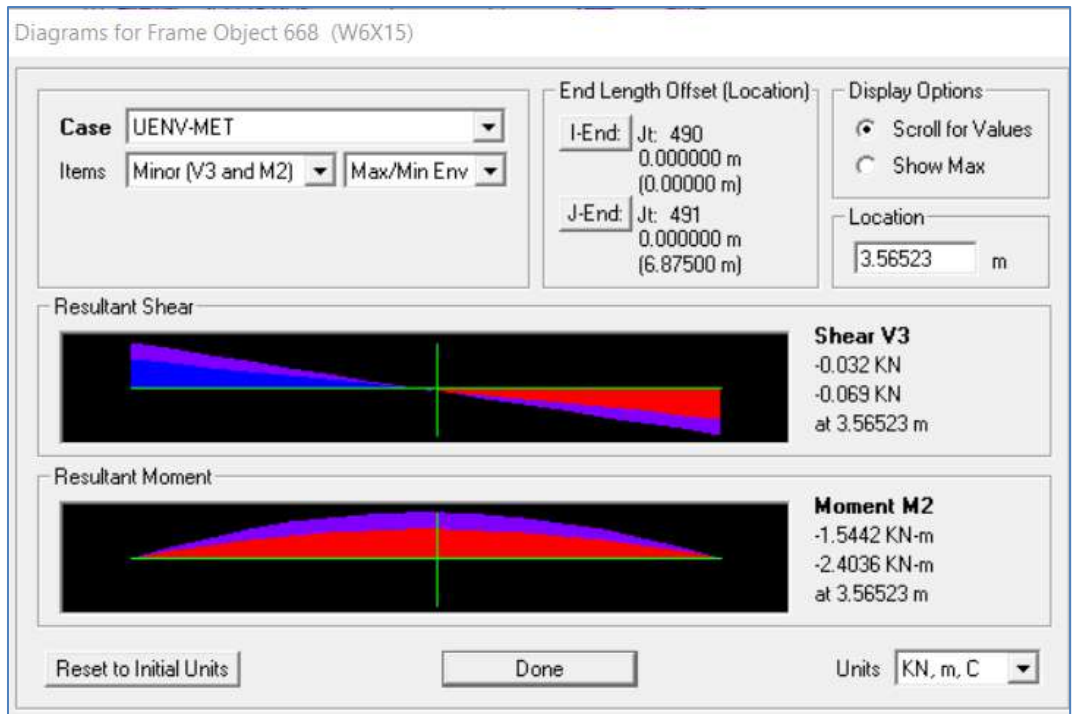 Diagrams for Frame Object 668 (W6X15)
Case UENV-MET
Items Minor (V3 and M2) Max/Min Env
End Length Offset (Location)
I-End: Jt: 490
0.000000 m
(0.00000 m)
J-End: Jt: 491
0.000000 m
(6.87500 m)
Display Options
Scroll for Values
Show Max
Location
3.56523 m
Resultant Shear
Shear V3
-0.032 KN
-0.069 KN
at 3.56523 m
Resultant Moment
Moment M2
-1.5442 KN-m
-2.4036 KN-m
at 3.56523 m
Reset to Initial Units
Done
Units KN, m, C